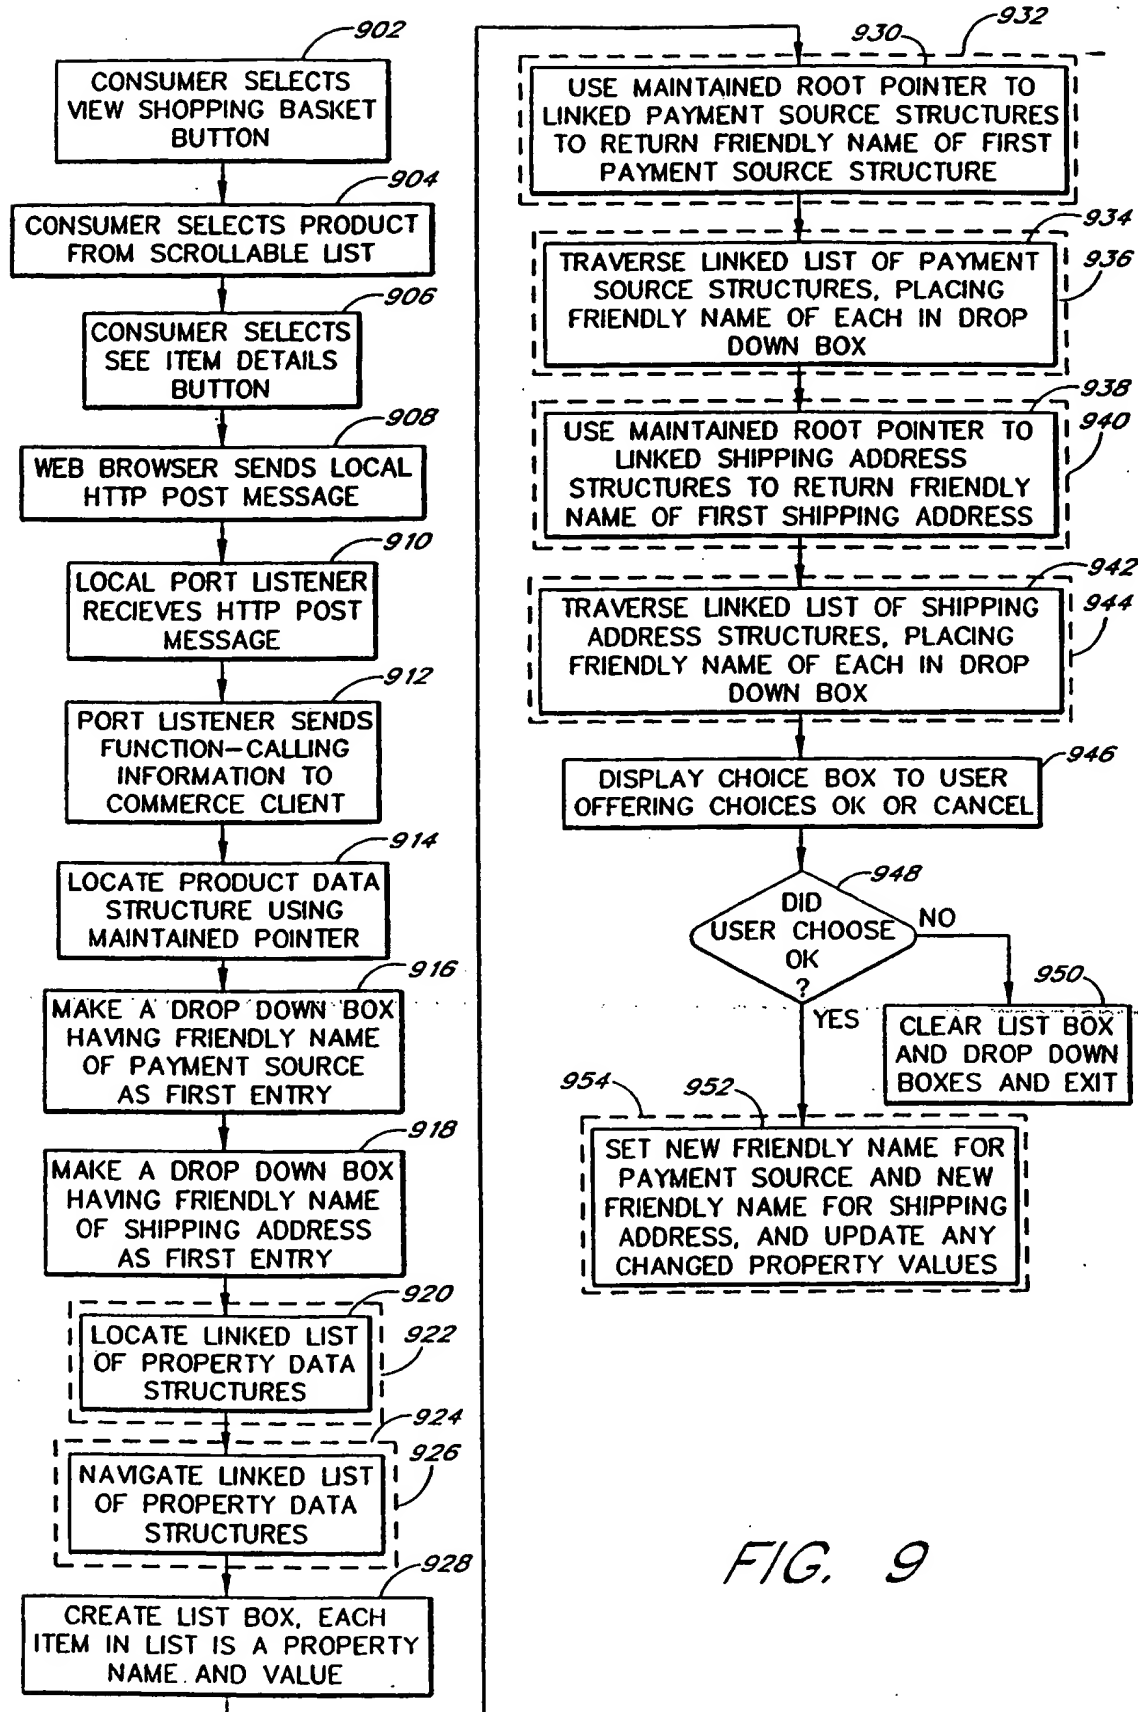 902
CONSUMER SELECTS
VIEW SHOPPING BASKET
BUTTON
904
CONSUMER SELECTS PRODUCT
FROM SCROLLABLE LIST
906
CONSUMER SELECTS
SEE ITEM DETAILS
BUTTON
908
WEB BROWSER SENDS LOCAL
HTTP POST MESSAGE
910
LOCAL PORT LISTENER
RECIEVES HTTP POST
MESSAGE
912
PORT LISTENER SENDS
FUNCTION-CALLING
INFORMATION TO
COMMERCE CLIENT
914
LOCATE PRODUCT DATA
STRUCTURE USING
MAINTAINED POINTER
916
MAKE A DROP DOWN BOX
HAVING FRIENDLY NAME
OF PAYMENT SOURCE
AS FIRST ENTRY
918
MAKE A DROP DOWN BOX
HAVING FRIENDLY NAME
OF SHIPPING ADDRESS
AS FIRST ENTRY
920
922
LOCATE LINKED LIST
OF PROPERTY DATA
STRUCTURES
924
926
NAVIGATE LINKED LIST
OF PROPERTY DATA
STRUCTURES
928
CREATE LIST BOX, EACH
ITEM IN LIST IS A PROPERTY
NAME AND VALUE
930
932
USE MAINTAINED ROOT POINTER TO
LINKED PAYMENT SOURCE STRUCTURES
TO RETURN FRIENDLY NAME OF FIRST
PAYMENT SOURCE STRUCTURE
934
936
TRAVERSE LINKED LIST OF PAYMENT
SOURCE STRUCTURES, PLACING
FRIENDLY NAME OF EACH IN DROP
DOWN BOX
938
940
USE MAINTAINED ROOT POINTER TO
LINKED SHIPPING ADDRESS
STRUCTURES TO RETURN FRIENDLY
NAME OF FIRST SHIPPING ADDRESS
942
944
TRAVERSE LINKED LIST OF SHIPPING
ADDRESS STRUCTURES, PLACING
FRIENDLY NAME OF EACH IN DROP
DOWN BOX
946
DISPLAY CHOICE BOX TO USER
OFFERING CHOICES OK OR CANCEL
948
DID
USER CHOOSE
OK
?
NO
YES
950
CLEAR LIST BOX
AND DROP DOWN
BOXES AND EXIT
954
952
SET NEW FRIENDLY NAME FOR
PAYMENT SOURCE AND NEW
FRIENDLY NAME FOR SHIPPING
ADDRESS, AND UPDATE ANY
CHANGED PROPERTY VALUES
FIG. 9